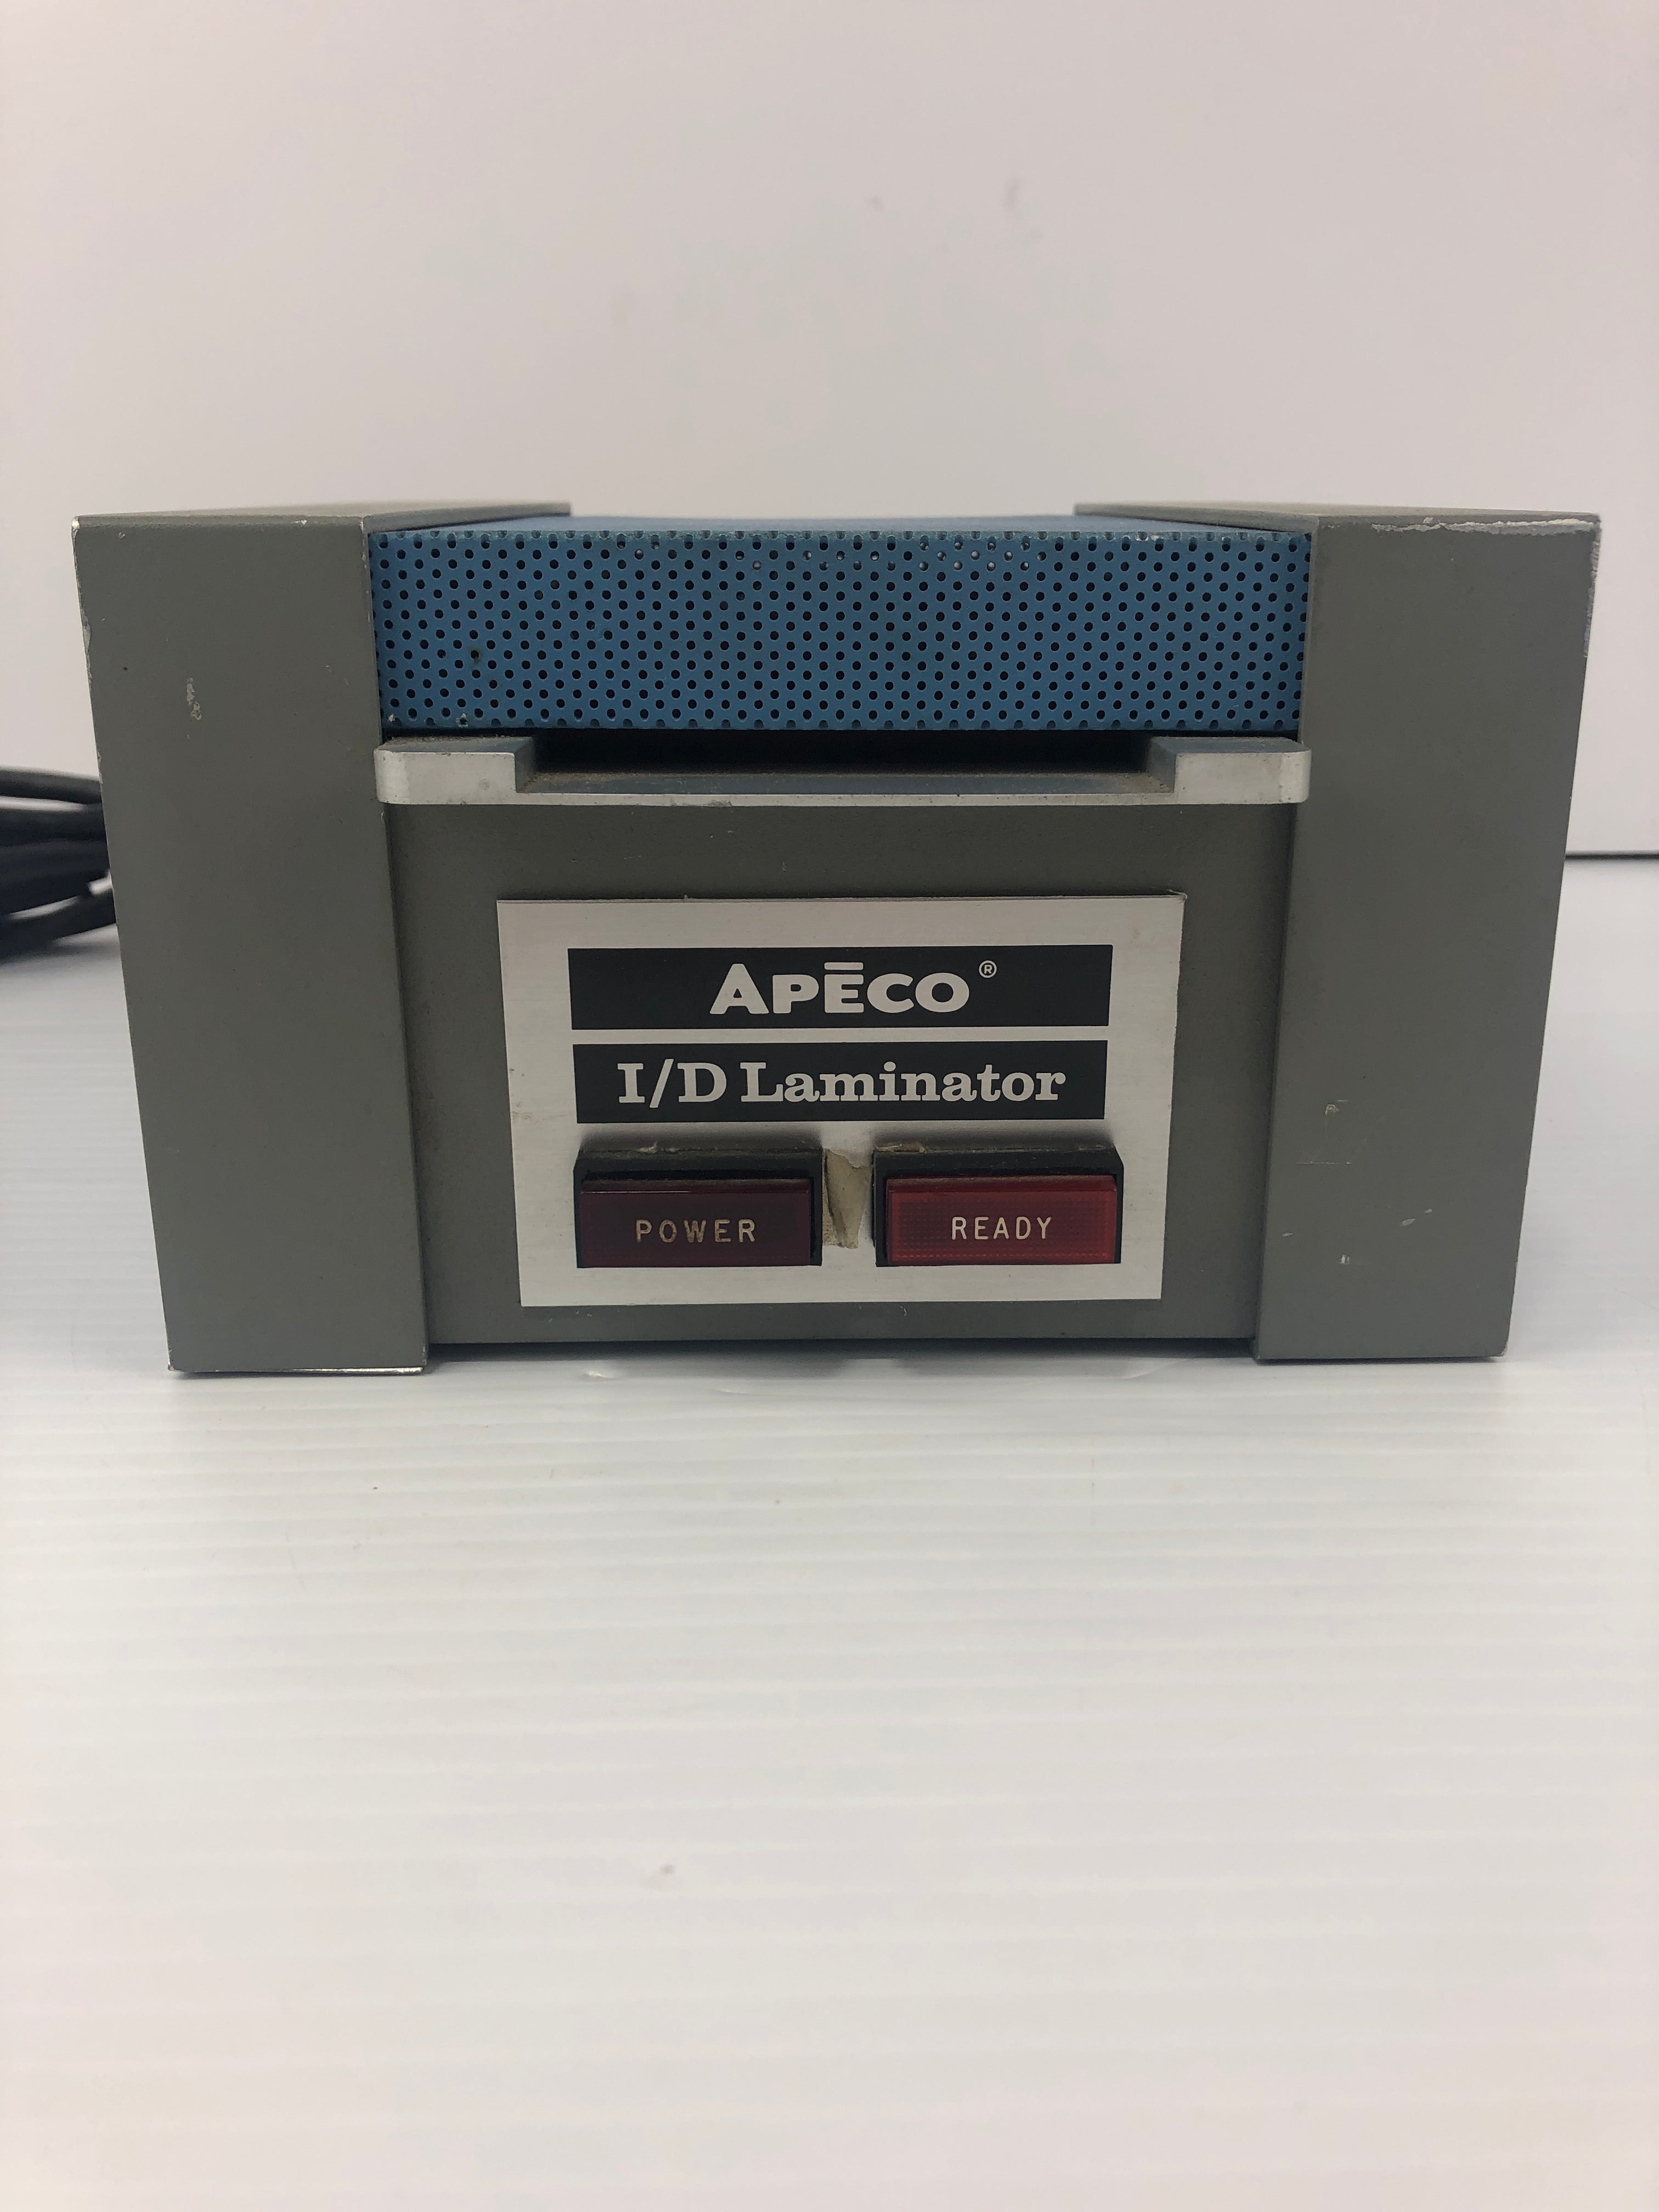 APĒCO®
I/D Laminator
POWER READY